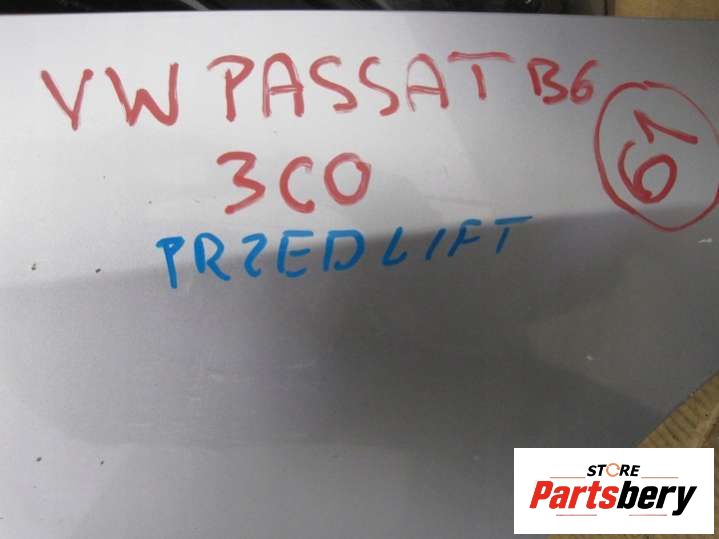 VW PASSAT B6
61
3C0
PRZEDLIFT
STORE
Partsbery